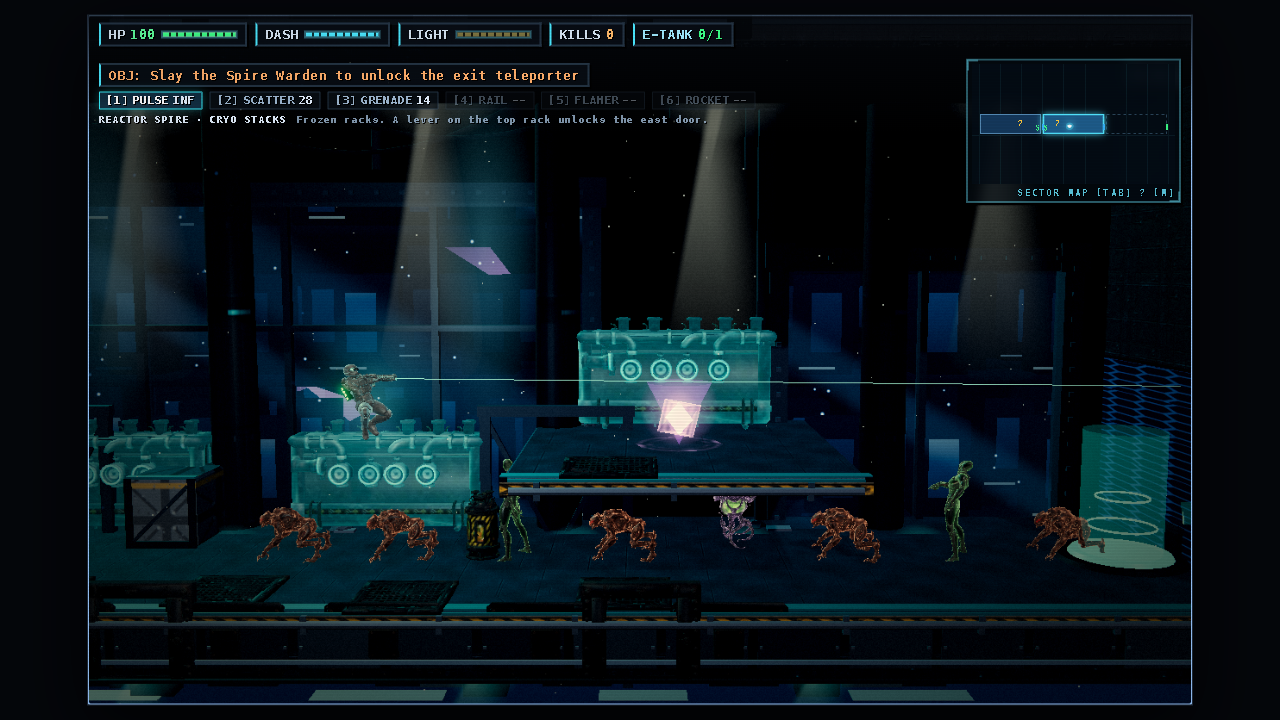 HP 100 DASH LIGHT KILLS 0 E-TANK 0/1
OBJ: Slay the Spire Warden to unlock the exit teleporter
[1] PULSE INF [2] SCATTER 28 [3] GRENADE 14 [4] RAIL -- [5] FLAMER -- [6] ROCKET --
REACTOR SPIRE · CRYO STACKS Frozen racks. A lever on the top rack unlocks the east door.
? S S ?
SECTOR MAP [TAB] ? [M]